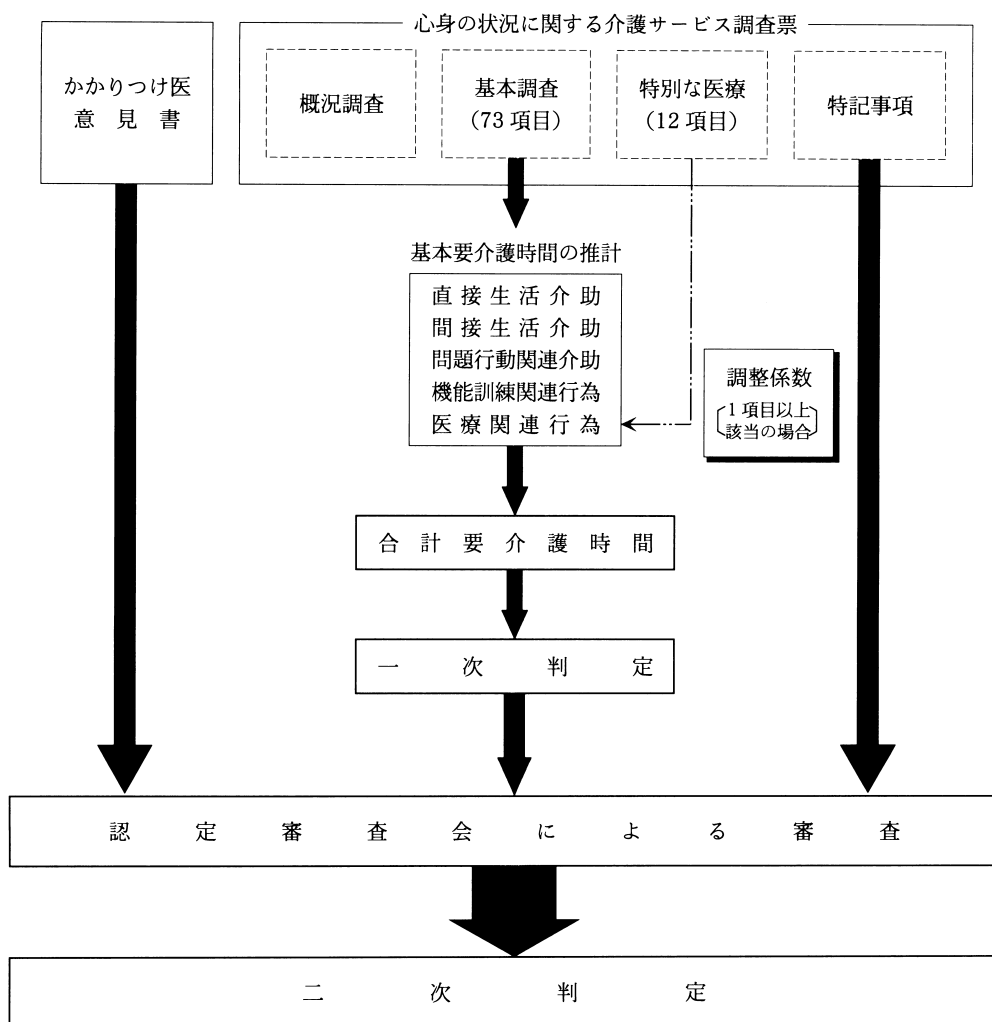 心身の状況に関する介護サービス調査票
かかりつけ医
意見書
概況調査
基本調査
(73項目)
特別な医療
(12項目)
特記事項
基本要介護時間の推計
直接生活介助
間接生活介助
問題行動関連介助
機能訓練関連行為
医療関連行為
調整係数
〔1項目以上
該当の場合〕
合計要介護時間
一次判定
認定審査会による審査
二次判定